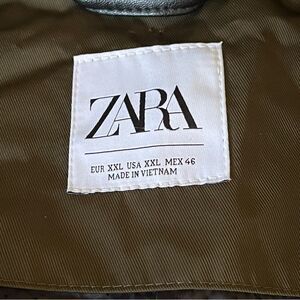 ZARA
EUR XXL USA XXL MEX 46
MADE IN VIETNAM